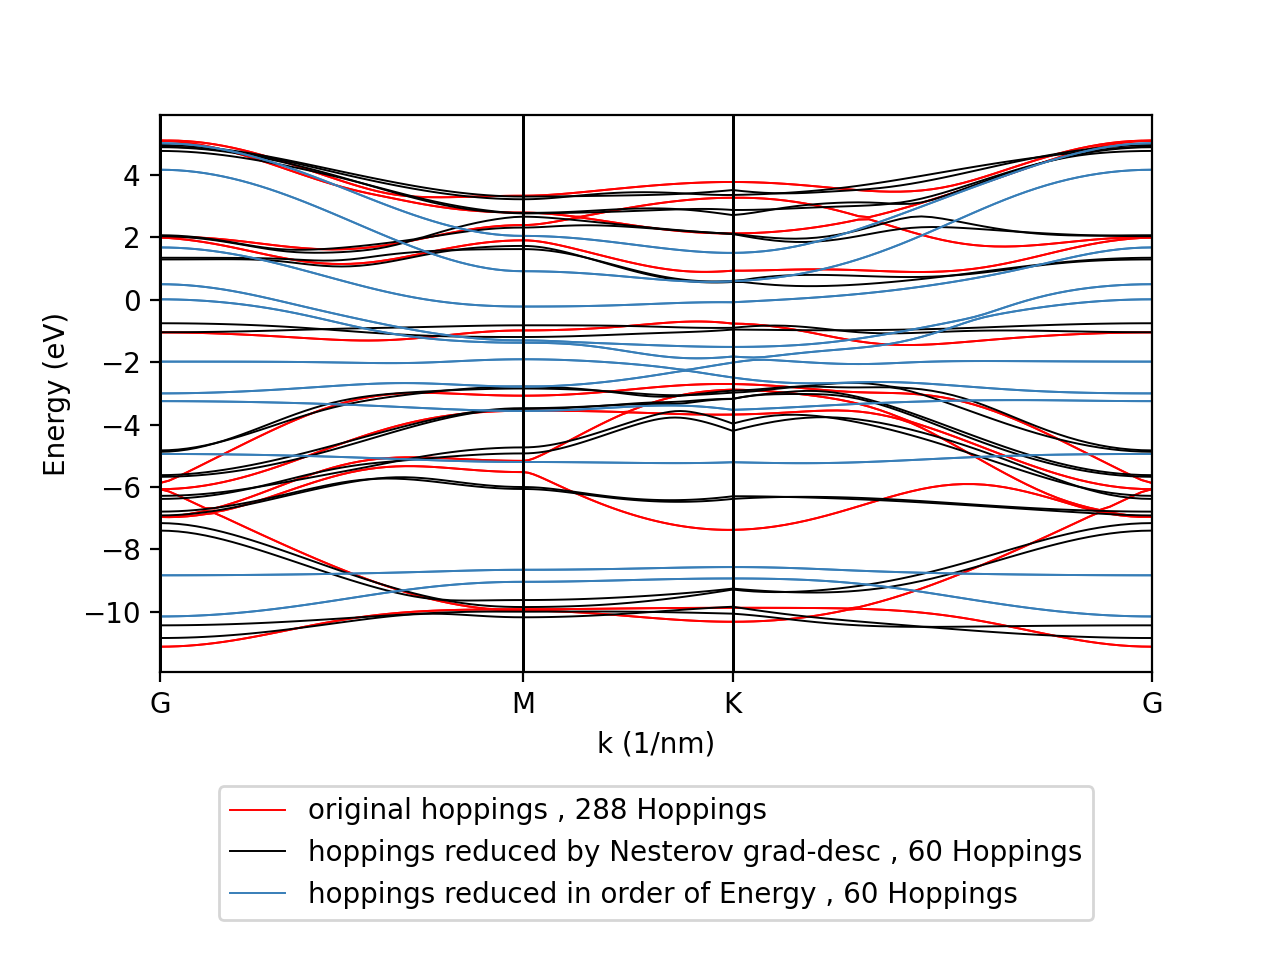 4
2
0
−2
−4
−6
−8
−10
Energy (eV)
G M K G
k (1/nm)
original hoppings , 288 Hoppings
hoppings reduced by Nesterov grad-desc , 60 Hoppings
hoppings reduced in order of Energy , 60 Hoppings